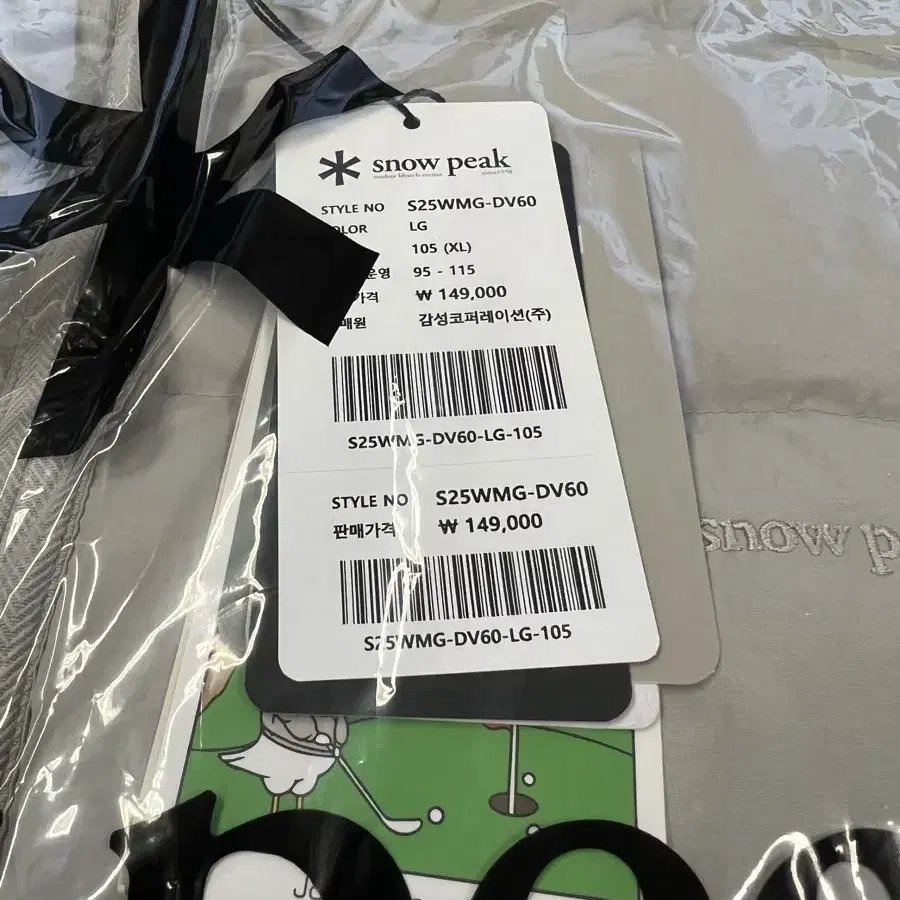 snow peak
outdoor lifestyle creator since1958
STYLE NO S25WMG-DV60
OLOR LG
105 (XL)
운영 95 - 115
가격 ₩ 149,000
매원 감성코퍼레이션(주)
S25WMG-DV60-LG-105
STYLE NO S25WMG-DV60
판매가격 ₩ 149,000
S25WMG-DV60-LG-105
snow p